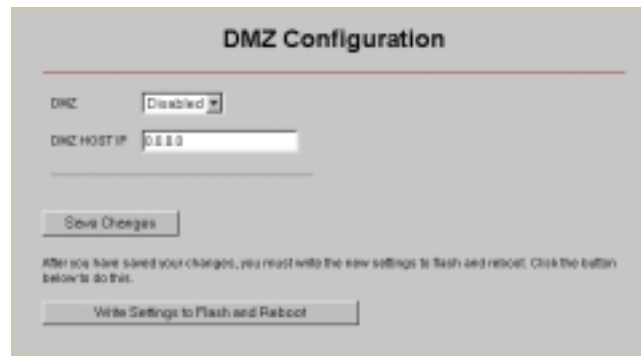 DMZ Configuration
DMZ Disabled
DMZ HOST IP 0.0.0.0
Save Changes
After you have saved your changes, you must write the new settings to flash and reboot. Click the button
below to do this.
Write Settings to Flash and Reboot